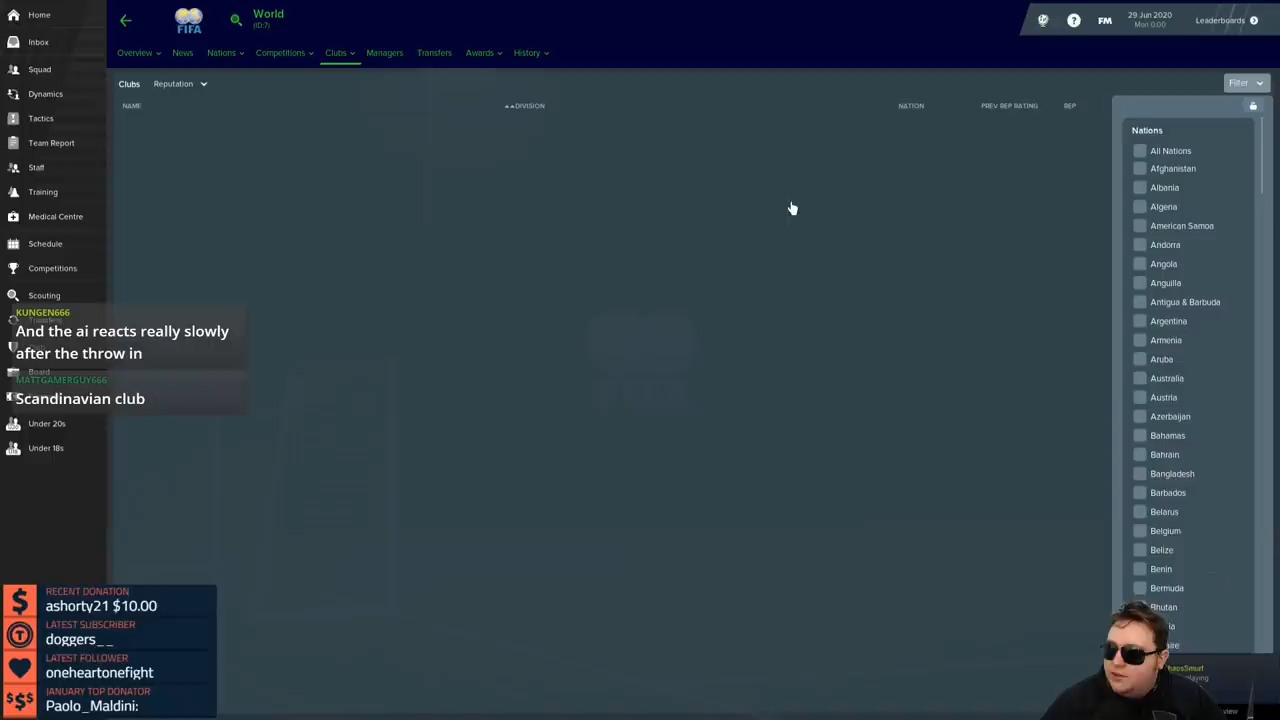 Home
Inbox
Squad
Dynamics
Tactics
Team Report
Staff
Training
Medical Centre
Schedule
Competitions
Scouting
Transfers
Board
Under 20s
Under 18s
FIFA
World
(ID:7)
FM
29 Jun 2020
Mon 0:00
Leaderboards
Overview
News
Nations
Competitions
Clubs
Managers
Transfers
Awards
History
Clubs
Reputation
Filter
NAME
DIVISION
NATION
PREV REP RATING
REP
Nations
All Nations
Afghanistan
Albania
Algeria
American Samoa
Andorra
Angola
Anguilla
Antigua & Barbuda
Argentina
Armenia
Aruba
Australia
Austria
Azerbaijan
Bahamas
Bahrain
Bangladesh
Barbados
Belarus
Belgium
Belize
Benin
Bermuda
Bhutan
KUNGEN666
And the ai reacts really slowly
after the throw in
MATTGAMERGUY666
Scandinavian club
RECENT DONATION
ashorty21 $10.00
LATEST SUBSCRIBER
doggers__
LATEST FOLLOWER
oneheartonefight
JANUARY TOP DONATOR
Paolo_Maldini: